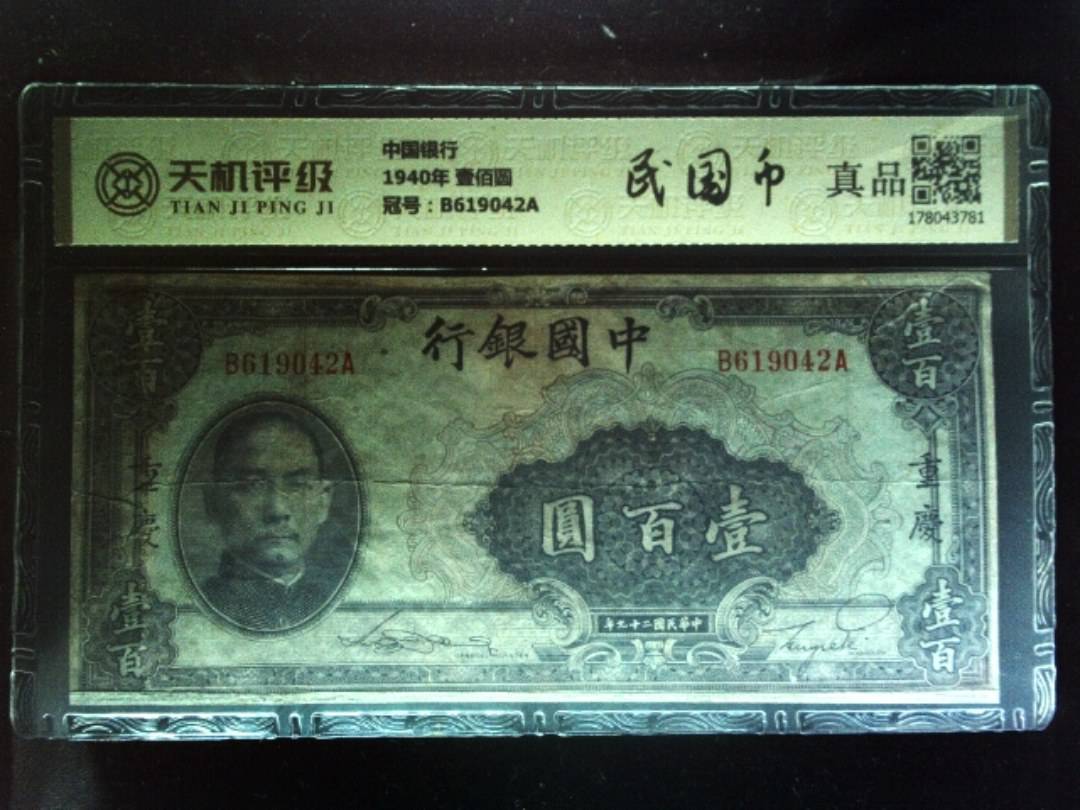 天机评级
TIAN JI PING JI
中国银行
1940年 壹佰圆
冠号：B619042A
民国币
真品
178043781
壹百
行銀國中
壹百
B619042A
B619042A
重慶
圓百壹
重慶
壹百
年九十二國民華中
壹百